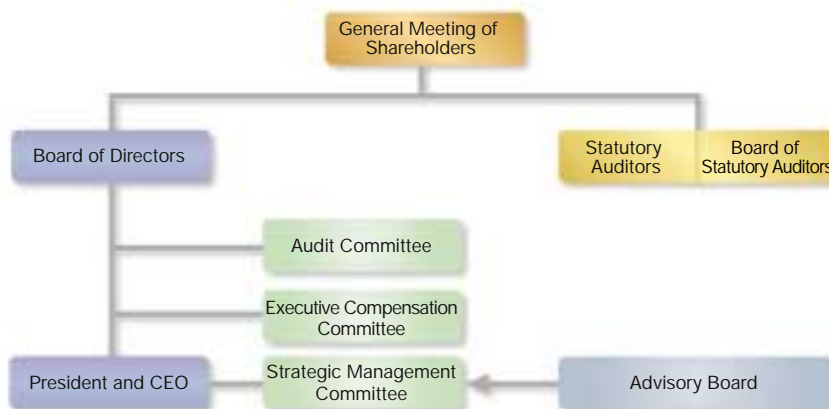 General Meeting of
Shareholders
Board of Directors
Statutory
Auditors
Board of
Statutory Auditors
Audit Committee
Executive Compensation
Committee
President and CEO
Strategic Management
Committee
Advisory Board